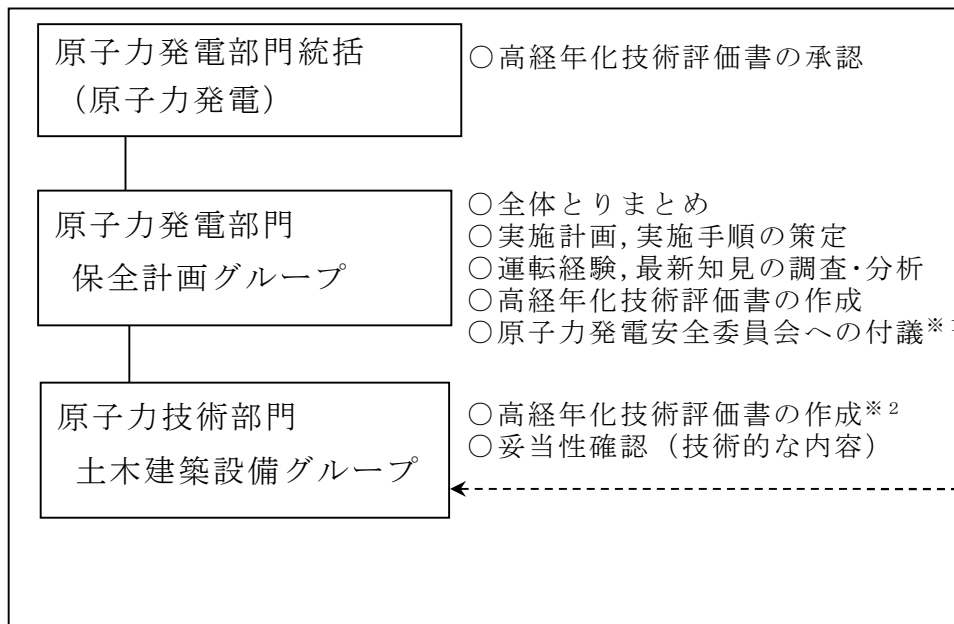 原子力発電部門統括
（原子力発電）
○高経年化技術評価書の承認
原子力発電部門
保全計画グループ
○全体とりまとめ
○実施計画,実施手順の策定
○運転経験,最新知見の調査･分析
○高経年化技術評価書の作成
○原子力発電安全委員会への付議※1
原子力技術部門
土木建築設備グループ
○高経年化技術評価書の作成※2
○妥当性確認（技術的な内容）